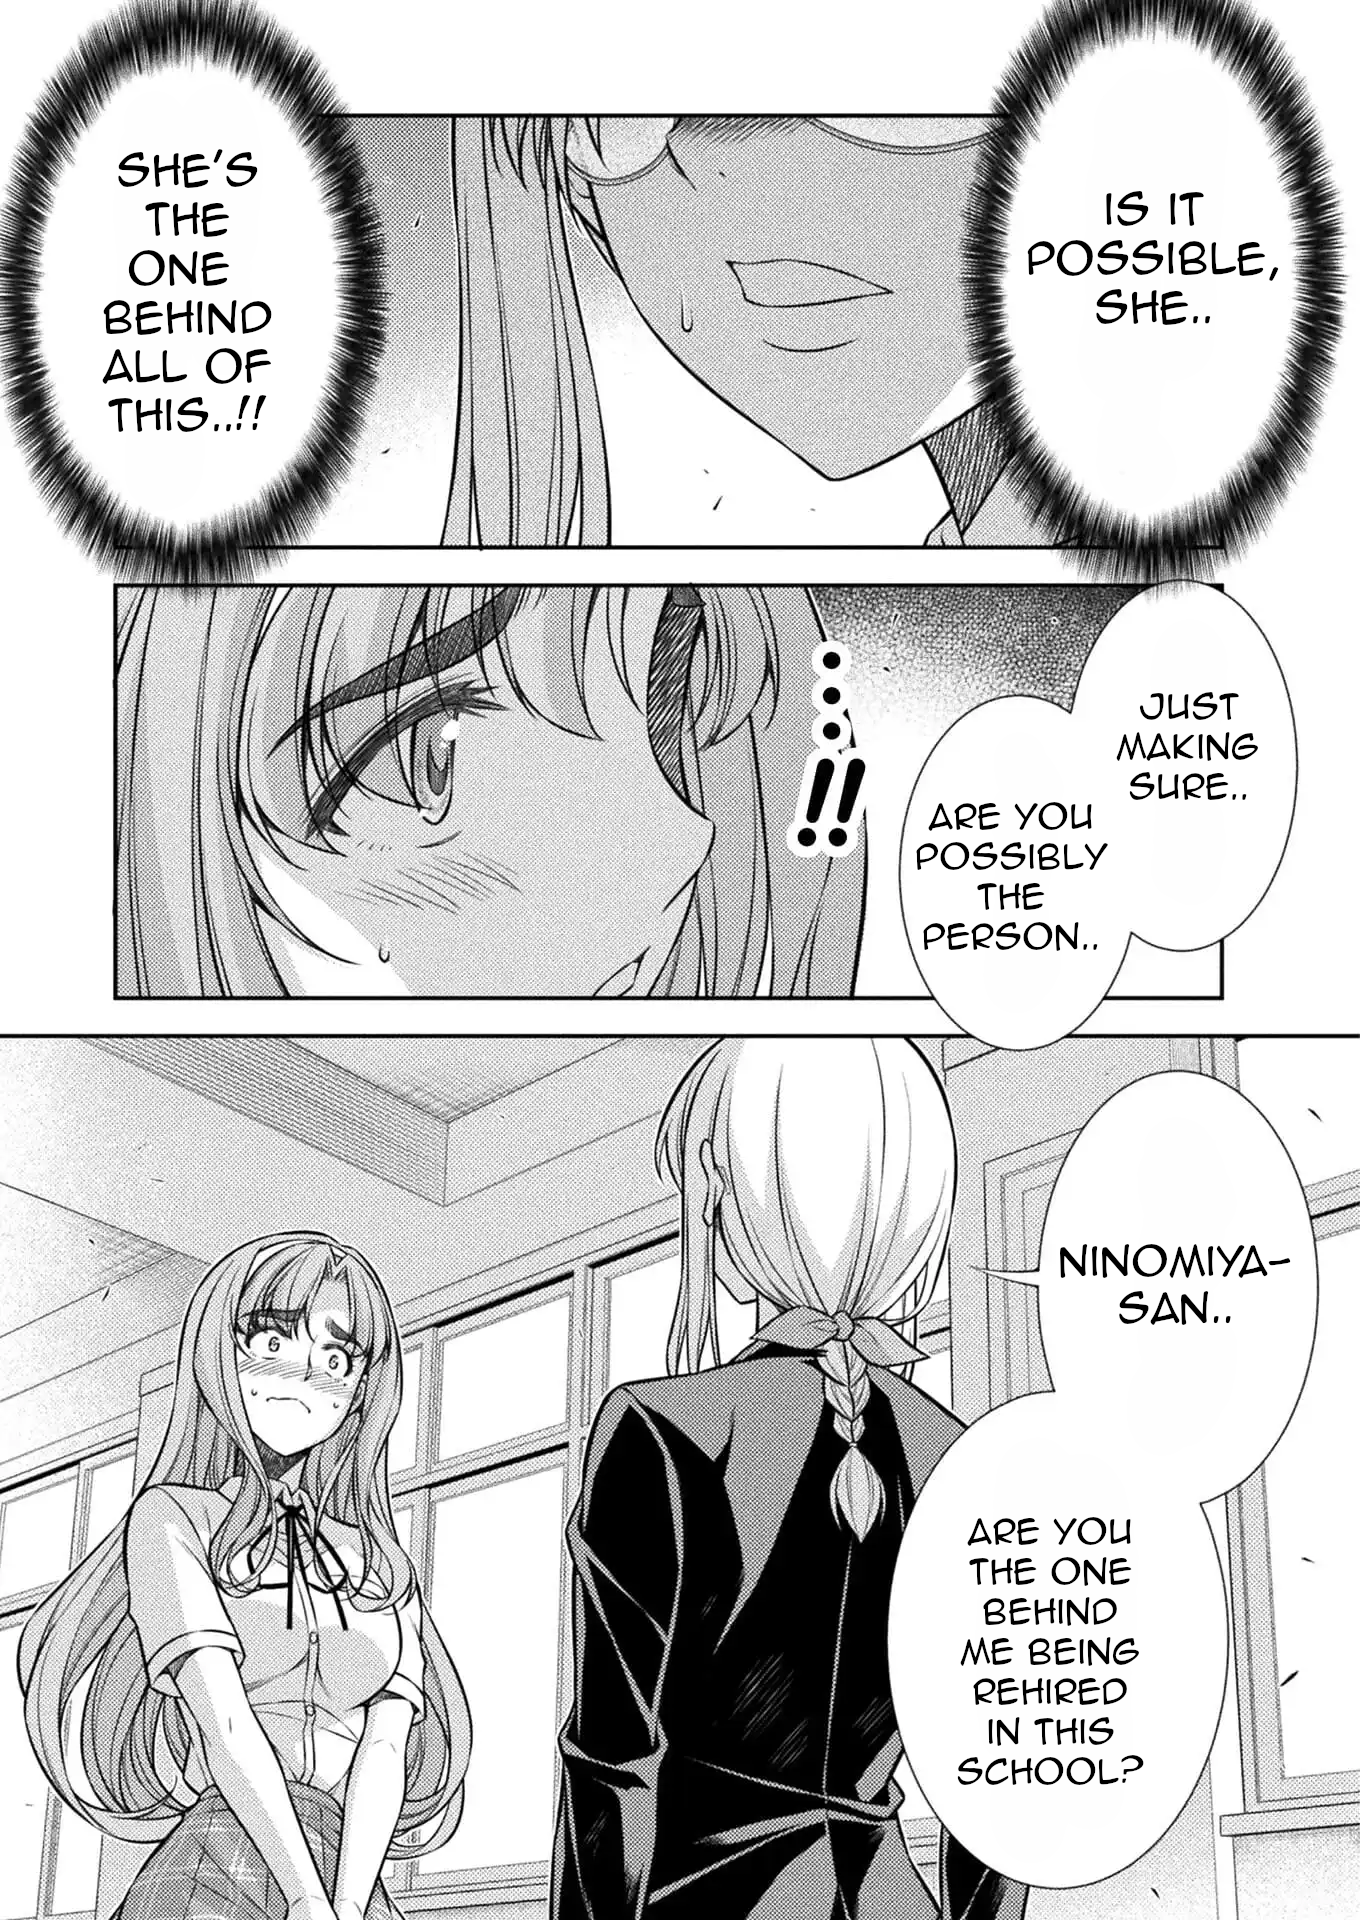 IS IT
POSSIBLE,
SHE..
SHE'S
THE
ONE
BEHIND
ALL OF
THIS..!!
....!!
JUST
MAKING
SURE..
ARE YOU
POSSIBLY
THE
PERSON..
NINOMIYA-
SAN..
ARE YOU
THE ONE
BEHIND
ME BEING
REHIRED
IN THIS
SCHOOL?